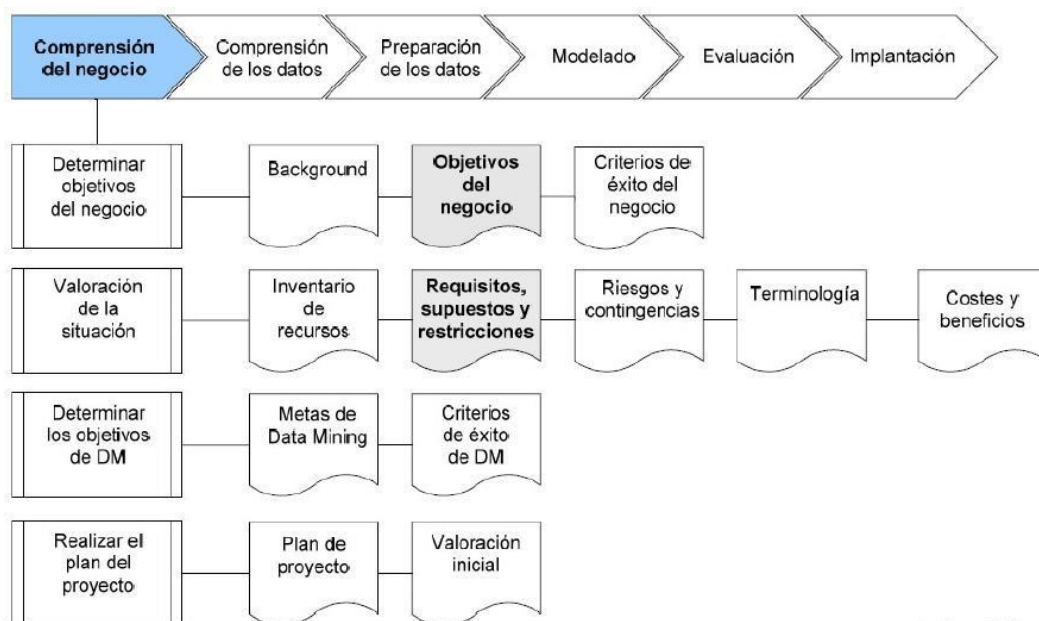 Comprensión
del negocio
Comprensión
de los datos
Preparación
de los datos
Modelado
Evaluación
Implantación
Determinar
objetivos
del negocio
Background
Objetivos
del
negocio
Criterios de
éxito del
negocio
Valoración
de la
situación
Inventario
de
recursos
Requisitos,
supuestos y
restricciones
Riesgos y
contingencias
Terminología
Costes y
beneficios
Determinar
los objetivos
de DM
Metas de
Data Mining
Criterios
de éxito
de DM
Realizar el
plan del
proyecto
Plan de
proyecto
Valoración
inicial